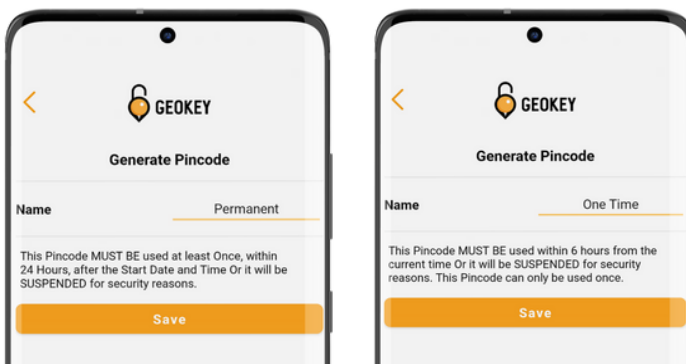 GEOKEY
Generate Pincode
Name Permanent
This Pincode MUST BE used at least Once, within
24 Hours, after the Start Date and Time Or it will be
SUSPENDED for security reasons.
Save
GEOKEY
Generate Pincode
Name One Time
This Pincode MUST BE used within 6 hours from the
current time Or it will be SUSPENDED for security
reasons. This Pincode can only be used once.
Save